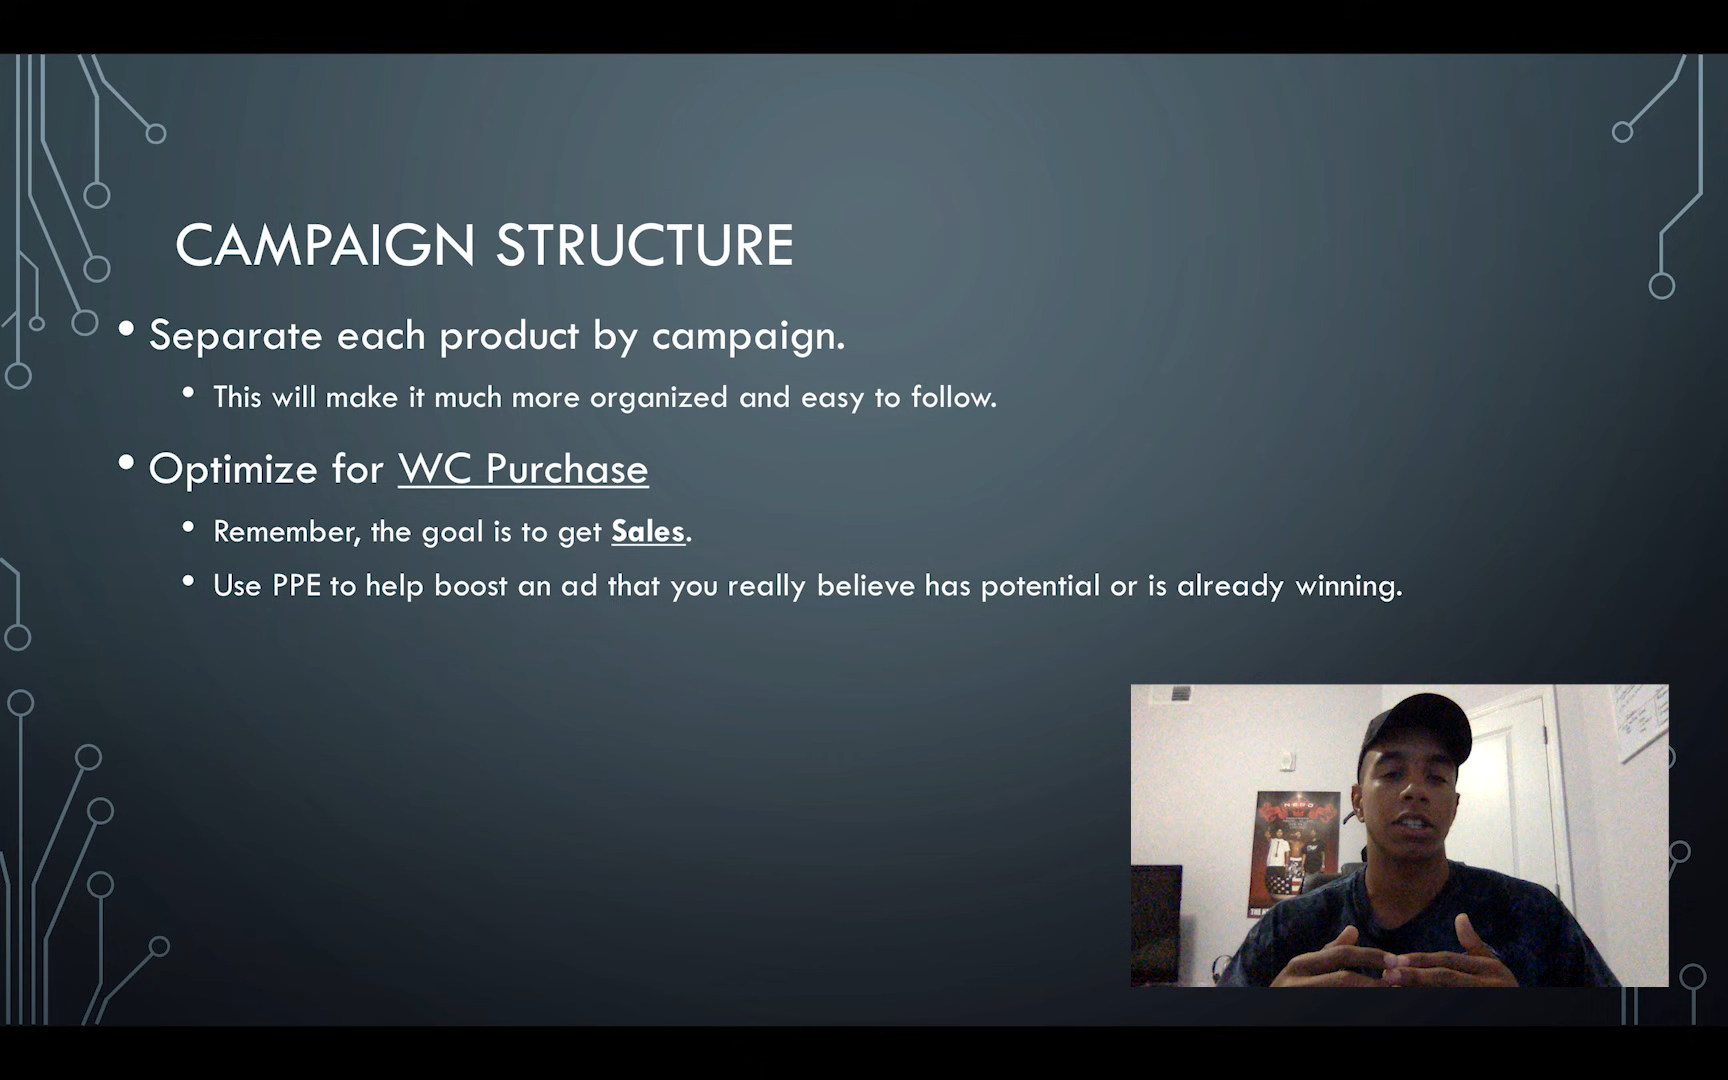 CAMPAIGN STRUCTURE
• Separate each product by campaign.
• This will make it much more organized and easy to follow.
• Optimize for WC Purchase
• Remember, the goal is to get Sales.
• Use PPE to help boost an ad that you really believe has potential or is already winning.